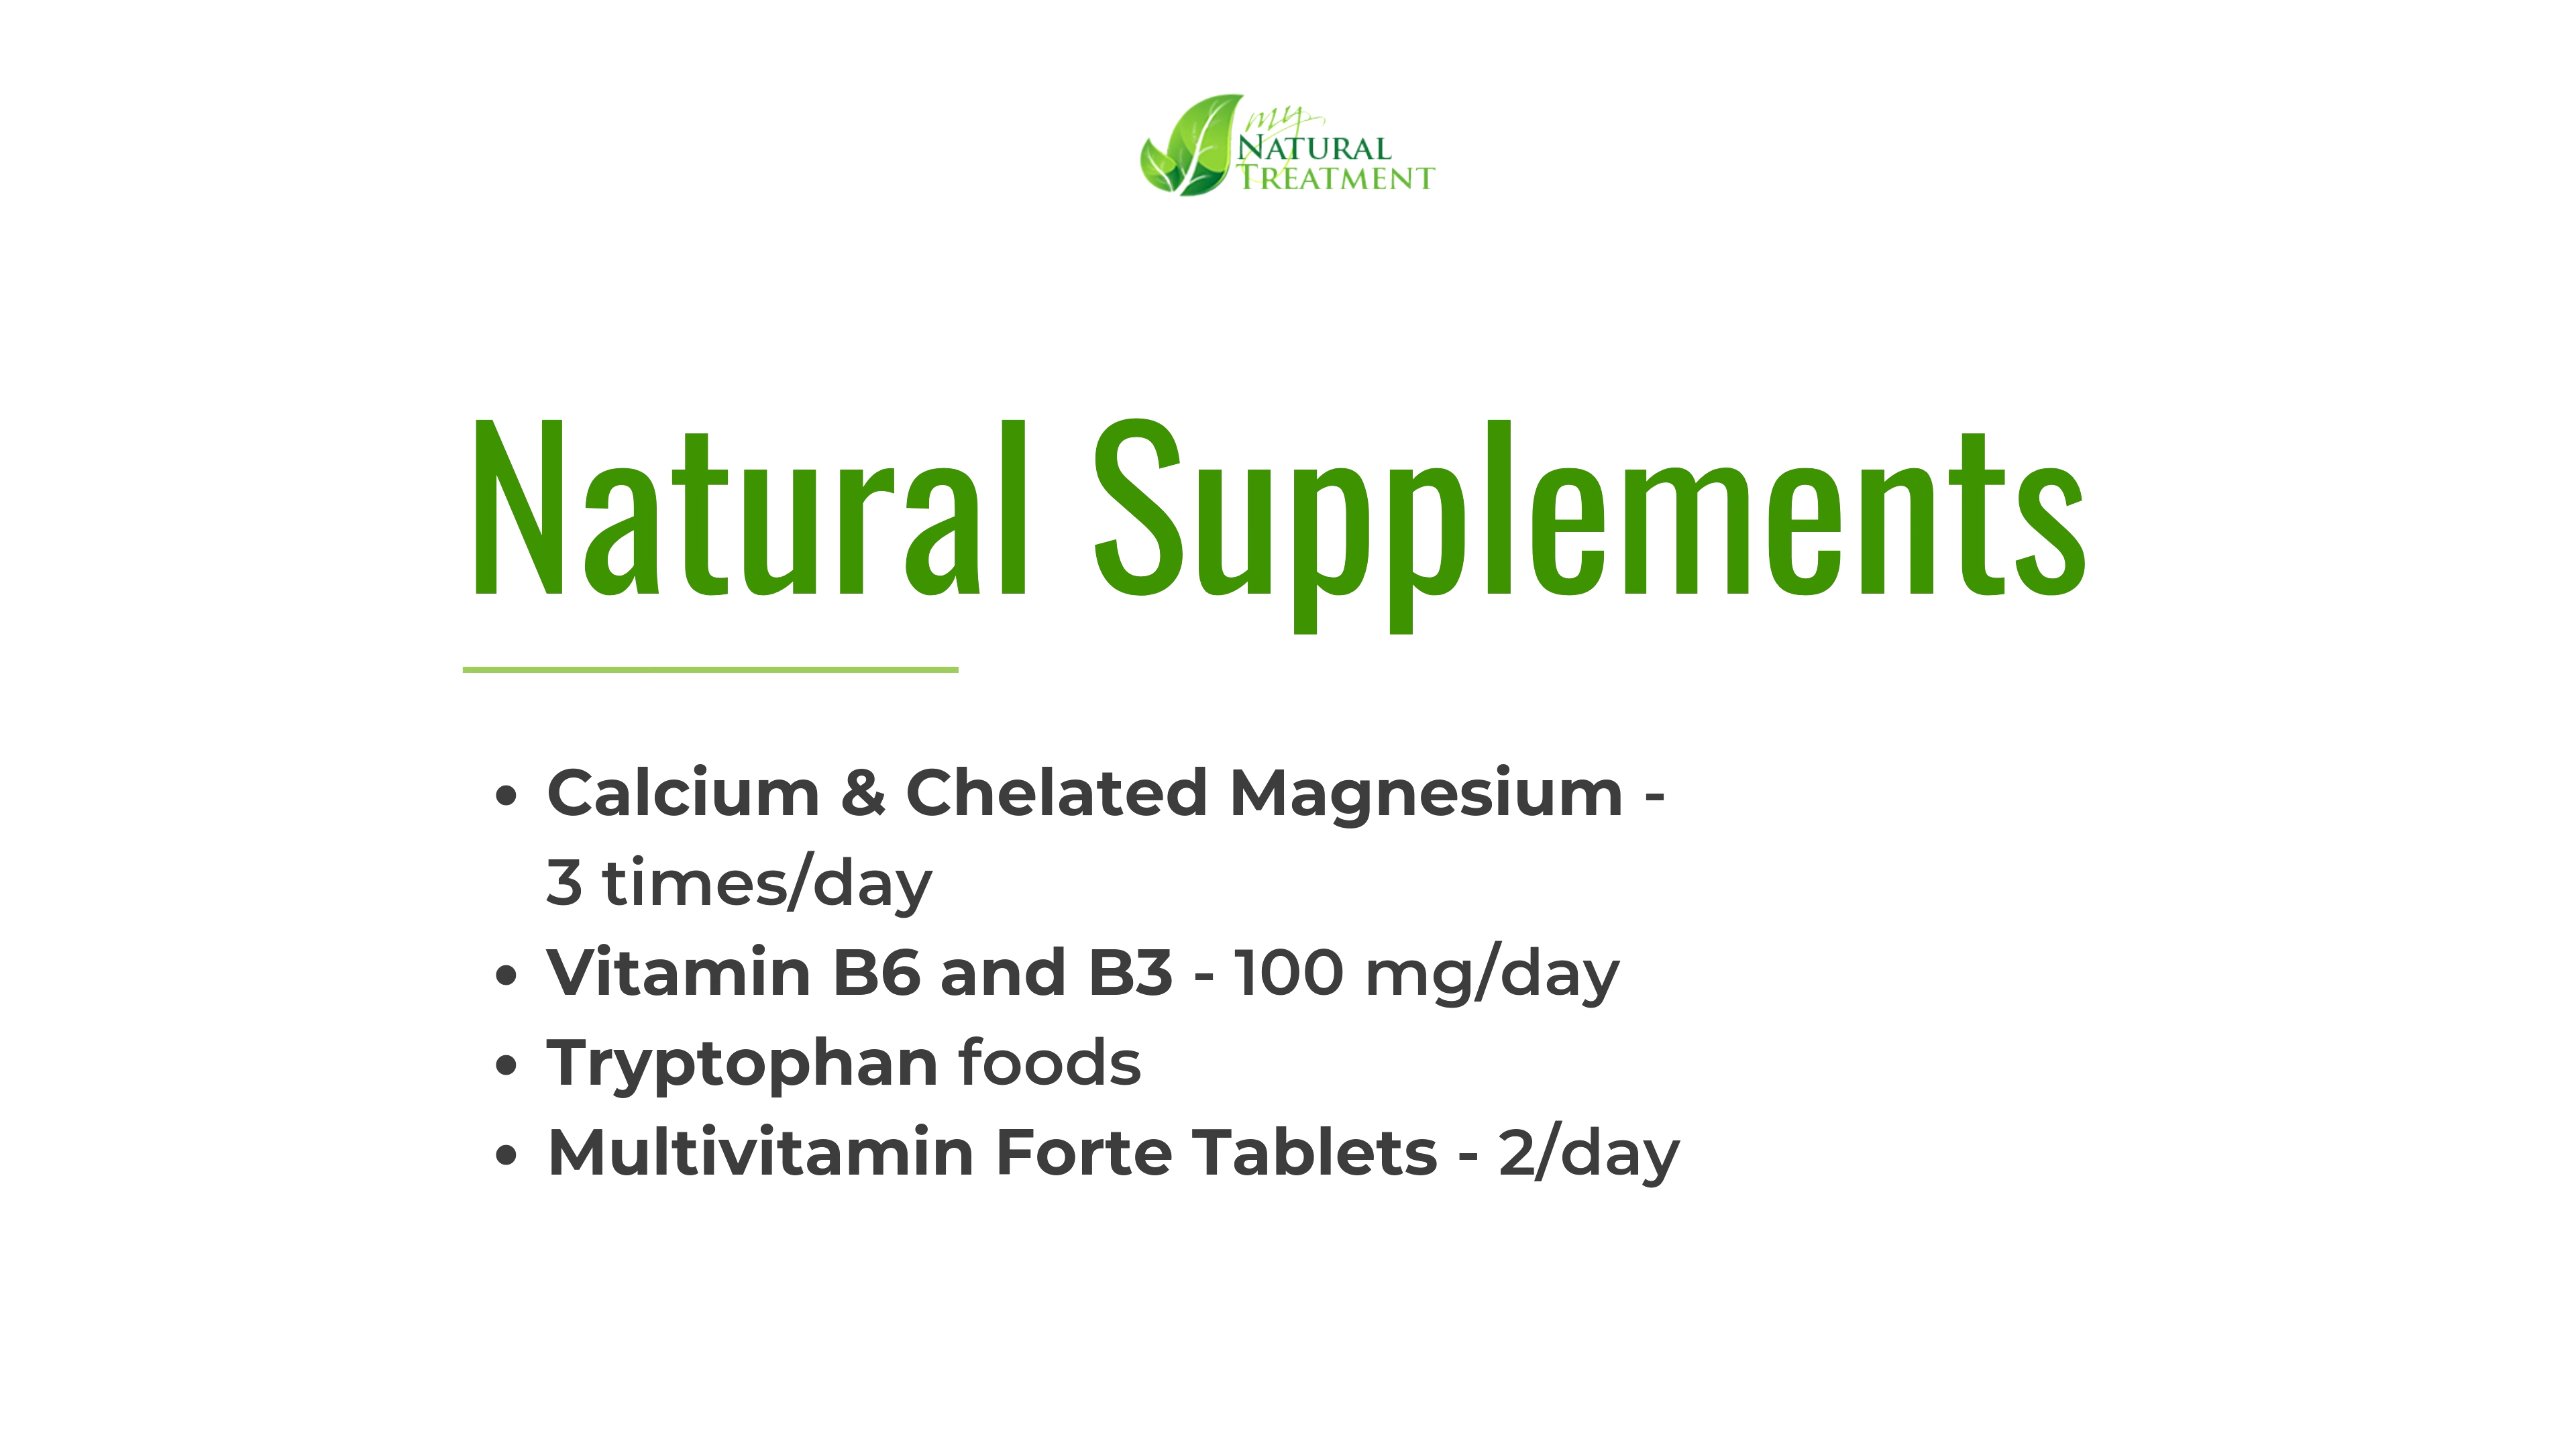 my
NATURAL
TREATMENT
Natural Supplements
• Calcium & Chelated Magnesium -
3 times/day
• Vitamin B6 and B3 - 100 mg/day
• Tryptophan foods
• Multivitamin Forte Tablets - 2/day